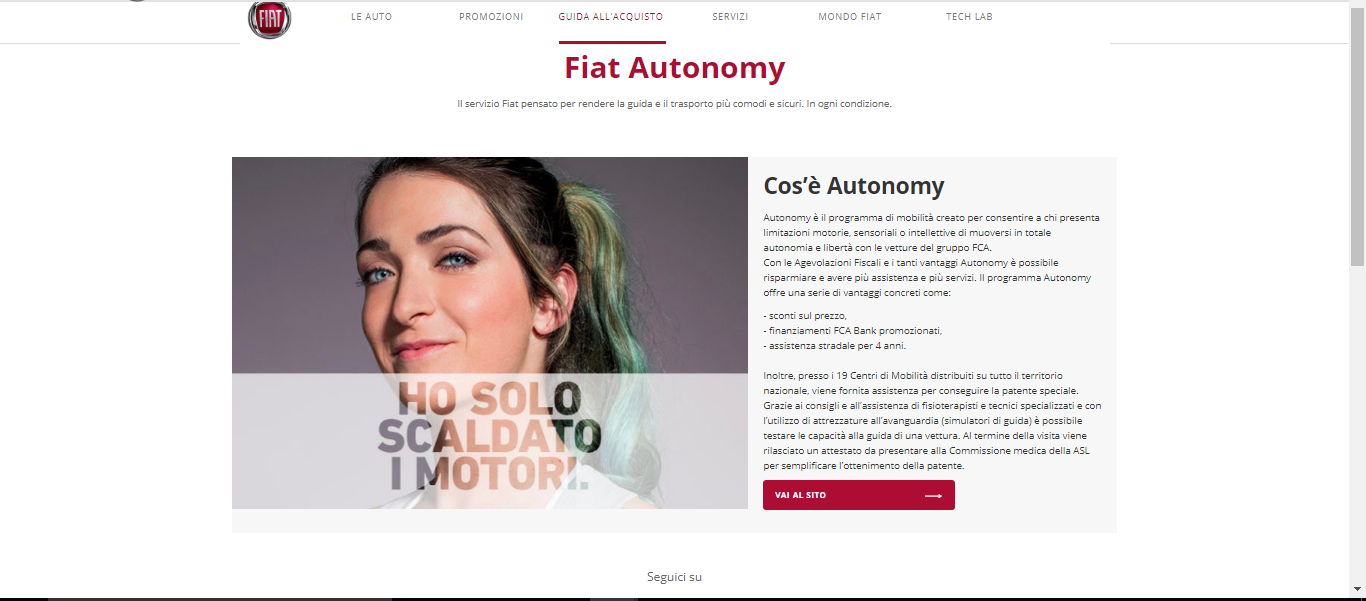 FIAT
LE AUTO
PROMOZIONI
GUIDA ALL'ACQUISTO
SERVIZI
MONDO FIAT
TECH LAB
Fiat Autonomy
Il servizio Fiat pensato per rendere la guida e il trasporto più comodi e sicuri. In ogni condizione.
HO SOLO
SCALDATO
I MOTORI.
Cos'è Autonomy
Autonomy è il programma di mobilità creato per consentire a chi presenta
limitazioni motorie, sensoriali o intellettive di muoversi in totale
autonomia e libertà con le vetture del gruppo FCA.
Con le Agevolazioni Fiscali e i tanti vantaggi Autonomy è possibile
risparmiare e avere più assistenza e più servizi. Il programma Autonomy
offre una serie di vantaggi concreti come:
- sconti sul prezzo,
- finanziamenti FCA Bank promozionati,
- assistenza stradale per 4 anni.
Inoltre, presso i 19 Centri di Mobilità distribuiti su tutto il territorio
nazionale, viene fornita assistenza per conseguire la patente speciale.
Grazie ai consigli e all'assistenza di fisioterapisti e tecnici specializzati e con
l'utilizzo di attrezzature all'avanguardia (simulatori di guida) è possibile
testare le capacità alla guida di una vettura. Al termine della visita viene
rilasciato un attestato da presentare alla Commissione medica della ASL
per semplificare l'ottenimento della patente.
VAI AL SITO
Seguici su